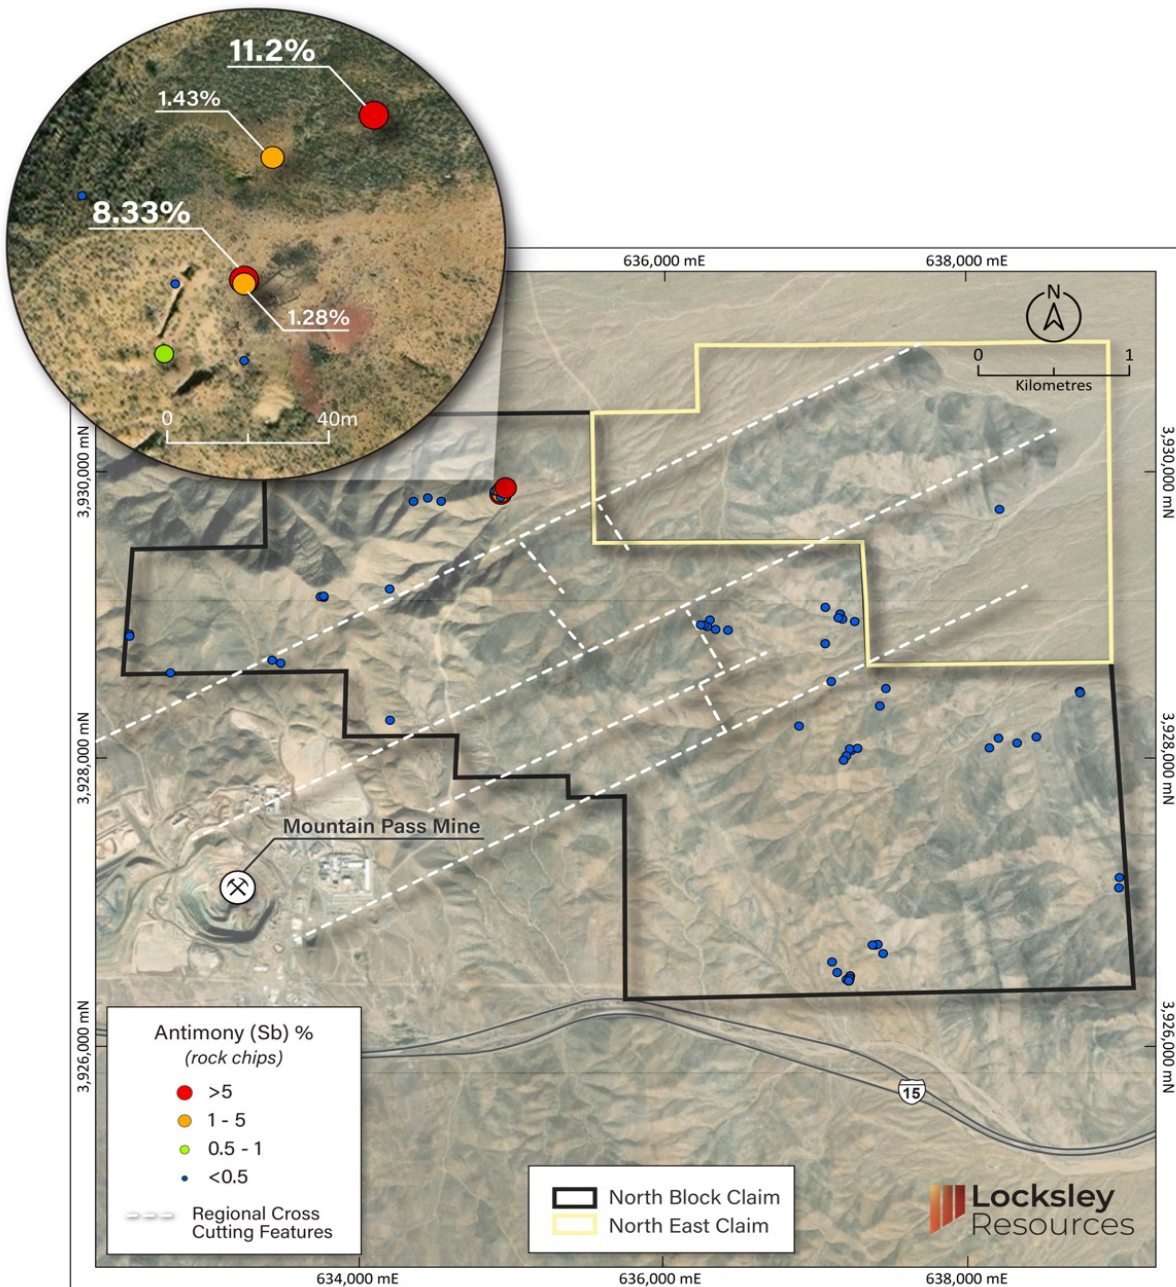 11.2%
1.43%
8.33%
1.28%
0 40m
636,000 mE 638,000 mE
N
0 1
Kilometres
3,930,000 mN
3,930,000 mN
3,928,000 mN
3,928,000 mN
Mountain Pass Mine
3,926,000 mN
3,926,000 mN
15
Antimony (Sb) %
(rock chips)
>5
1 - 5
0.5 - 1
<0.5
Regional Cross
Cutting Features
North Block Claim
North East Claim
Locksley
Resources
634,000 mE 636,000 mE 638,000 mE